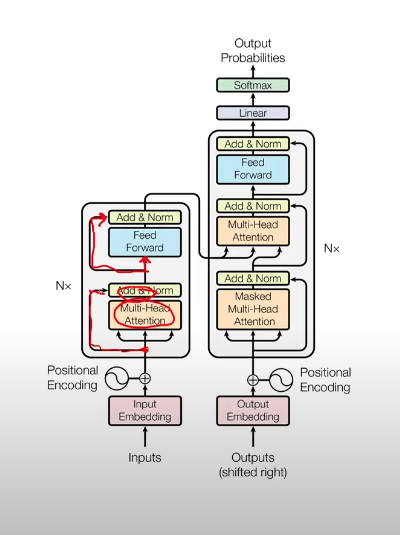 Output
Probabilities
Softmax
Linear
Add & Norm
Feed
Forward
Add & Norm
Multi-Head
Attention
Nx
Add & Norm
Masked
Multi-Head
Attention
Add & Norm
Feed
Forward
Nx
Add & Norm
Multi-Head
Attention
Positional
Encoding
Input
Embedding
Inputs
Positional
Encoding
Output
Embedding
Outputs
(shifted right)